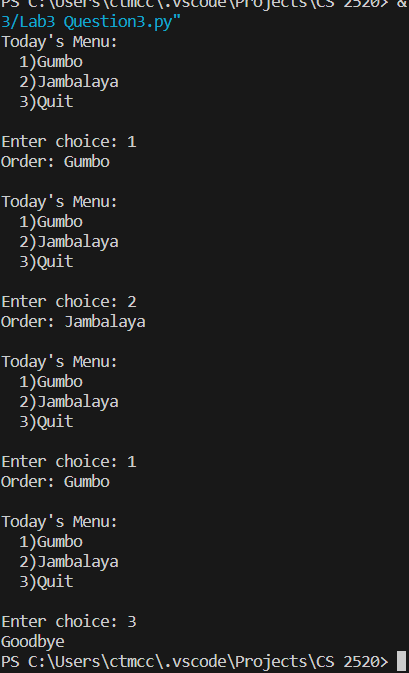 PS C:\Users\ctmcc\.vscode\Projects\CS 2520> &
3/Lab3 Question3.py"
Today's Menu:
  1)Gumbo
  2)Jambalaya
  3)Quit

Enter choice: 1
Order: Gumbo

Today's Menu:
  1)Gumbo
  2)Jambalaya
  3)Quit

Enter choice: 2
Order: Jambalaya

Today's Menu:
  1)Gumbo
  2)Jambalaya
  3)Quit

Enter choice: 1
Order: Gumbo

Today's Menu:
  1)Gumbo
  2)Jambalaya
  3)Quit

Enter choice: 3
Goodbye
PS C:\Users\ctmcc\.vscode\Projects\CS 2520>